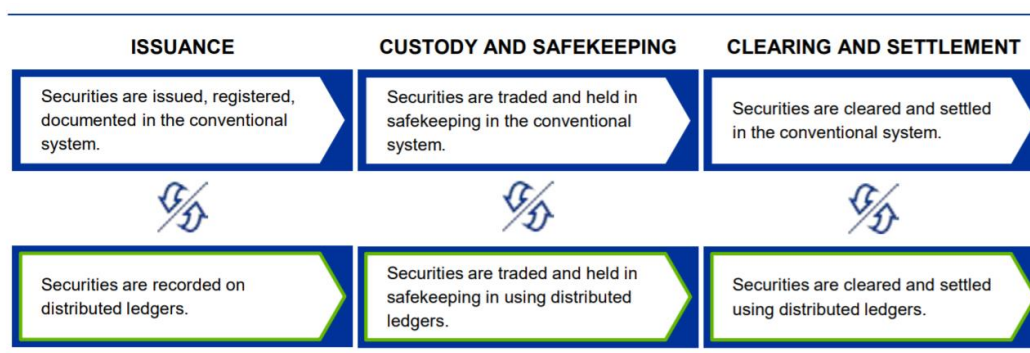 ISSUANCE
CUSTODY AND SAFEKEEPING
CLEARING AND SETTLEMENT
Securities are issued, registered,
documented in the conventional
system.
Securities are traded and held in
safekeeping in the conventional
system.
Securities are cleared and settled
in the conventional system.
Securities are recorded on
distributed ledgers.
Securities are traded and held in
safekeeping in using distributed
ledgers.
Securities are cleared and settled
using distributed ledgers.